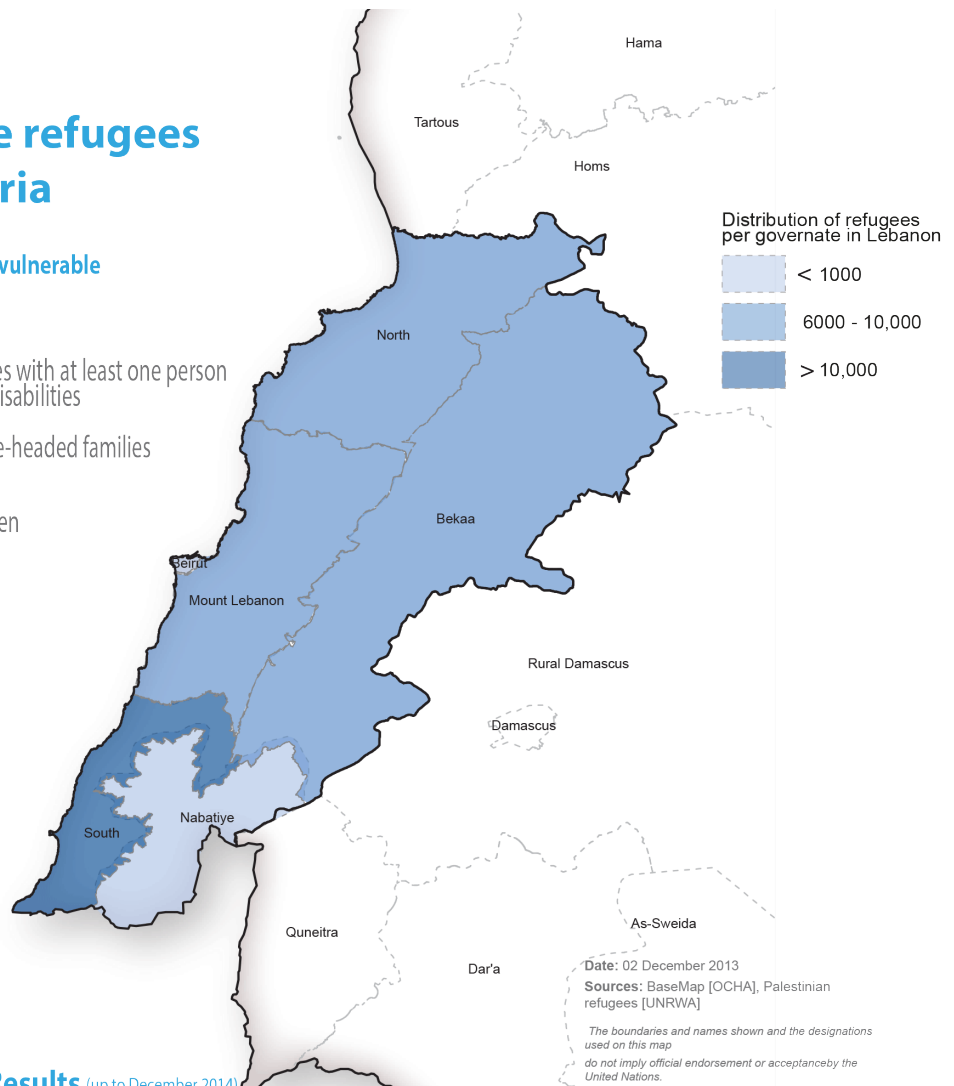 e refugees
ria
vulnerable
es with at least one person
isabilities
e-headed families
en
Hama
Tartous
Homs
Distribution of refugees
per governate in Lebanon
< 1000
6000 - 10,000
> 10,000
North
Bekaa
Beirut
Mount Lebanon
Rural Damascus
Damascus
Nabatiye
South
Quneitra
As-Sweida
Dar'a
Date: 02 December 2013
Sources: BaseMap [OCHA], Palestinian
refugees [UNRWA]
The boundaries and names shown and the designations
used on this map
do not imply official endorsement or acceptanceby the
United Nations.
Results (up to December 2014)